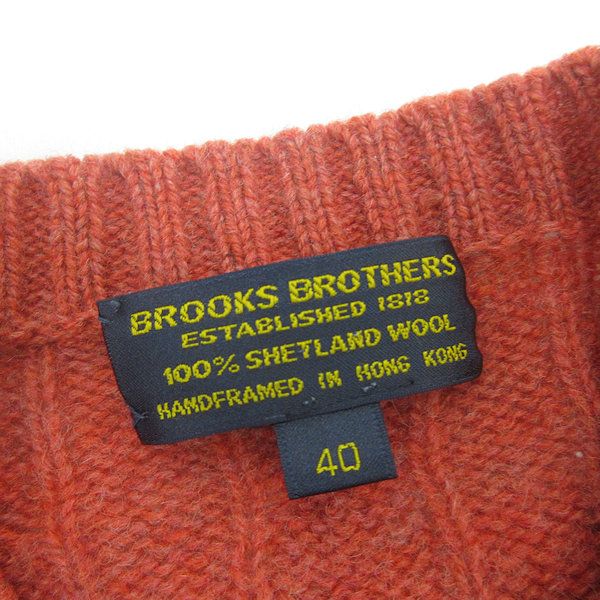 BROOKS BROTHERS
ESTABLISHED 1818
100% SHETLAND WOOL
HANDFRAMED IN HONG KONG
40